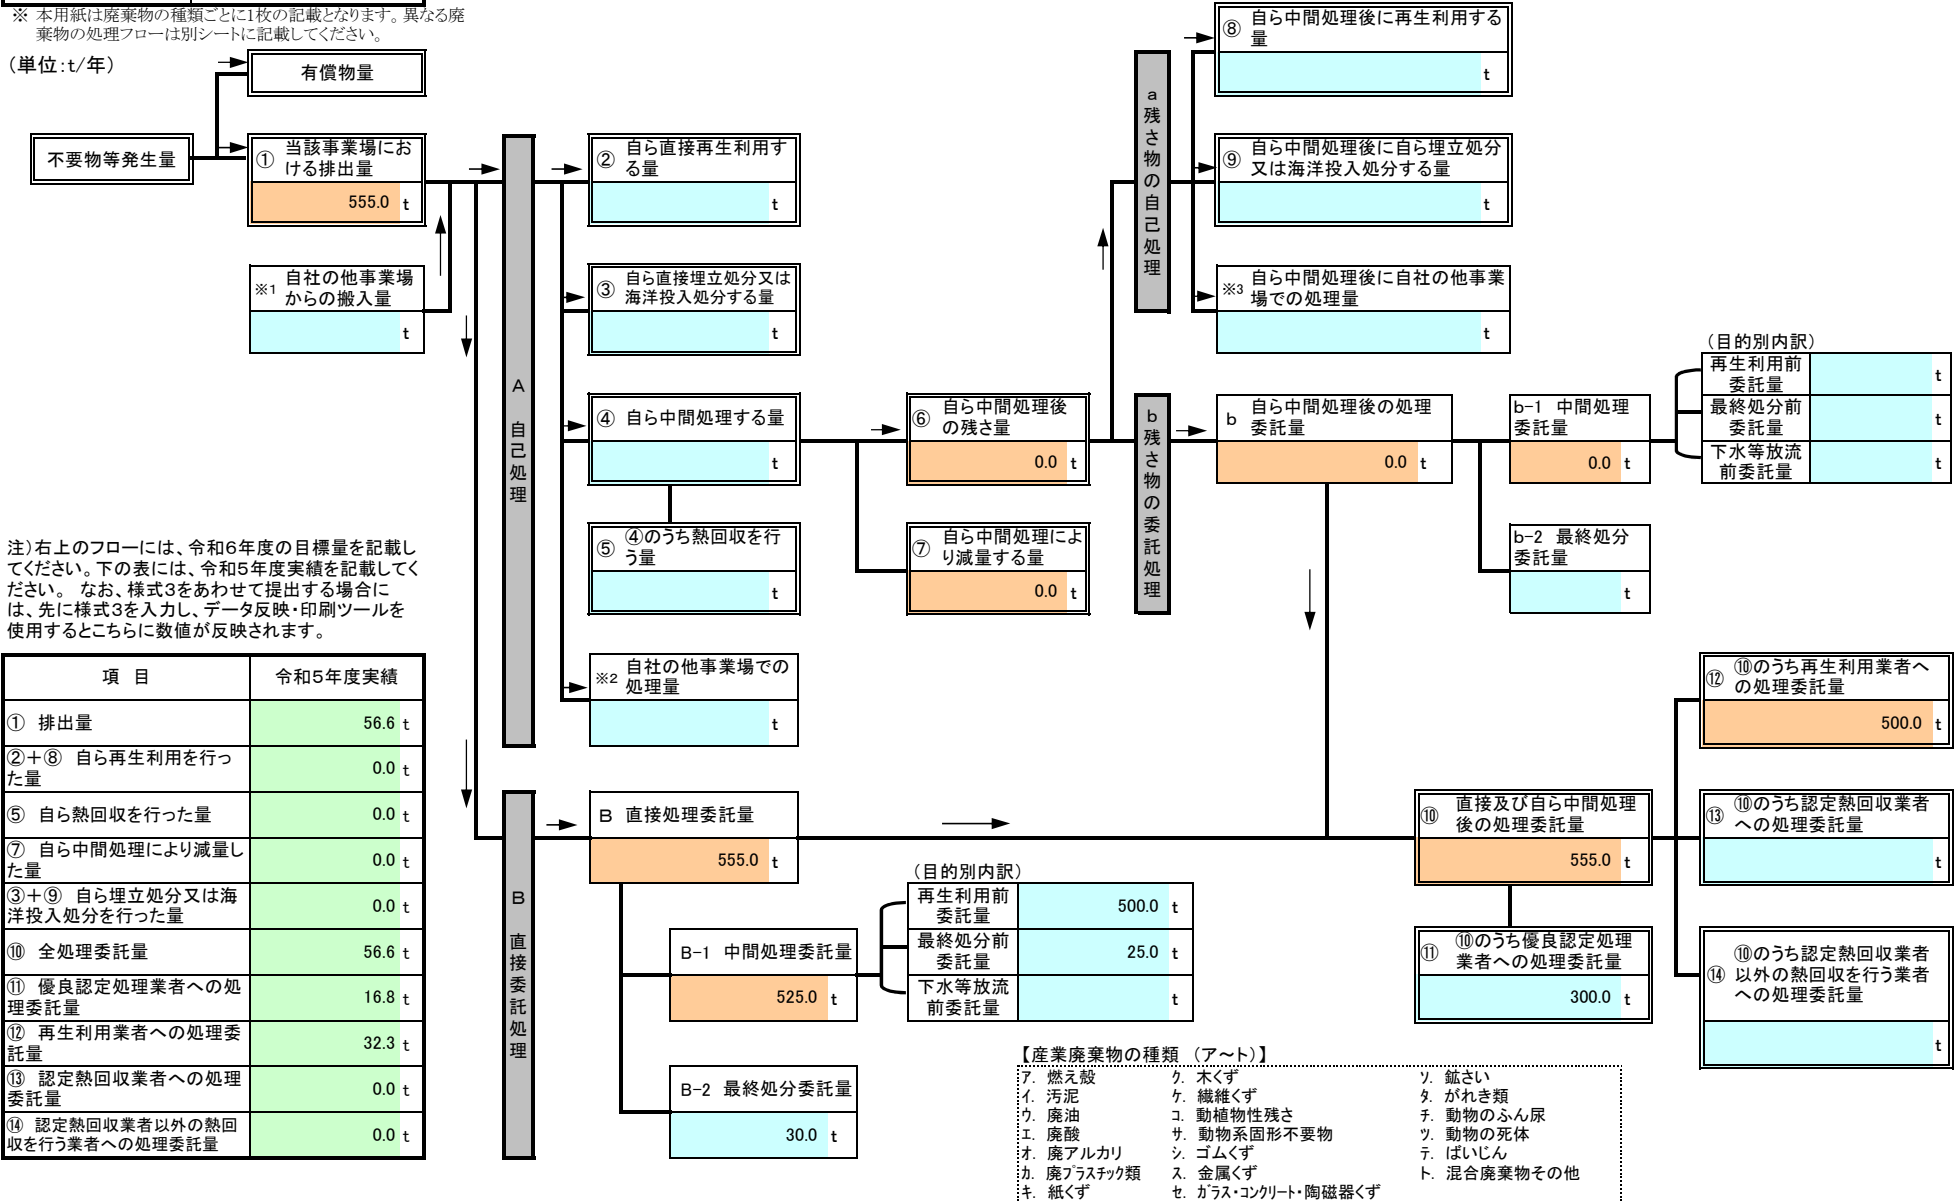 ※ 本用紙は廃棄物の種類ごとに1枚の記載となります。異なる廃
棄物の処理フローは別シートに記載してください。
（単位：t/年）
有償物量
不要物等発生量
① 当該事業場にお
ける排出量
555.0 t
※1 自社の他事業場
からの搬入量
t
A 自己処理
② 自ら直接再生利用す
る量
t
③ 自ら直接埋立処分又は
海洋投入処分する量
t
④ 自ら中間処理する量
t
⑤ ④のうち熱回収を行
う量
t
※2 自社の他事業場での
処理量
t
⑥ 自ら中間処理後
の残さ量
0.0 t
⑦ 自ら中間処理によ
り減量する量
0.0 t
a 残さ物の自己処理
⑧ 自ら中間処理後に再生利用する
量
t
⑨ 自ら中間処理後に自ら埋立処分
又は海洋投入処分する量
t
※3 自ら中間処理後に自社の他事業
場での処理量
t
b 残さ物の委託処理
b 自ら中間処理後の処理
委託量
0.0 t
b-1 中間処理
委託量
0.0 t
b-2 最終処分
委託量
t
（目的別内訳）
再生利用前
委託量
t
最終処分前
委託量
t
下水等放流
前委託量
t
注）右上のフローには、令和６年度の目標量を記載し
てください。下の表には、令和５年度実績を記載してく
ださい。 なお、様式３をあわせて提出する場合に
は、先に様式３を入力し、データ反映・印刷ツールを
使用するとこちらに数値が反映されます。
項 目 令和５年度実績
① 排出量 56.6 t
②＋⑧ 自ら再生利用を行っ
た量 0.0 t
⑤ 自ら熱回収を行った量 0.0 t
⑦ 自ら中間処理により減量し
た量 0.0 t
③＋⑨ 自ら埋立処分又は海
洋投入処分を行った量 0.0 t
⑩ 全処理委託量 56.6 t
⑪ 優良認定処理業者への処
理委託量 16.8 t
⑫ 再生利用業者への処理委
託量 32.3 t
⑬ 認定熱回収業者への処理
委託量 0.0 t
⑭ 認定熱回収業者以外の熱回
収を行う業者への処理委託量 0.0 t
B 直接委託処理
B 直接処理委託量
555.0 t
B-1 中間処理委託量
525.0 t
B-2 最終処分委託量
30.0 t
（目的別内訳）
再生利用前
委託量
500.0 t
最終処分前
委託量
25.0 t
下水等放流
前委託量
t
⑩ 直接及び自ら中間処理
後の処理委託量
555.0 t
⑪ ⑩のうち優良認定処理
業者への処理委託量
300.0 t
⑫ ⑩のうち再生利用業者へ
の処理委託量
500.0 t
⑬ ⑩のうち認定熱回収業者
への処理委託量
t
⑭ ⑩のうち認定熱回収業者
以外の熱回収を行う業者
への処理委託量
t
【産業廃棄物の種類 （ア～ト）】
ア. 燃え殻 ク. 木くず ソ. 鉱さい
イ. 汚泥 ケ. 繊維くず タ. がれき類
ウ. 廃油 コ. 動植物性残さ チ. 動物のふん尿
エ. 廃酸 サ. 動物系固形不要物 ツ. 動物の死体
オ. 廃アルカリ シ. ゴムくず テ. ばいじん
カ. 廃プラスチック類 ス. 金属くず ト. 混合廃棄物その他
キ. 紙くず セ. ガラス・コンクリート・陶磁器くず